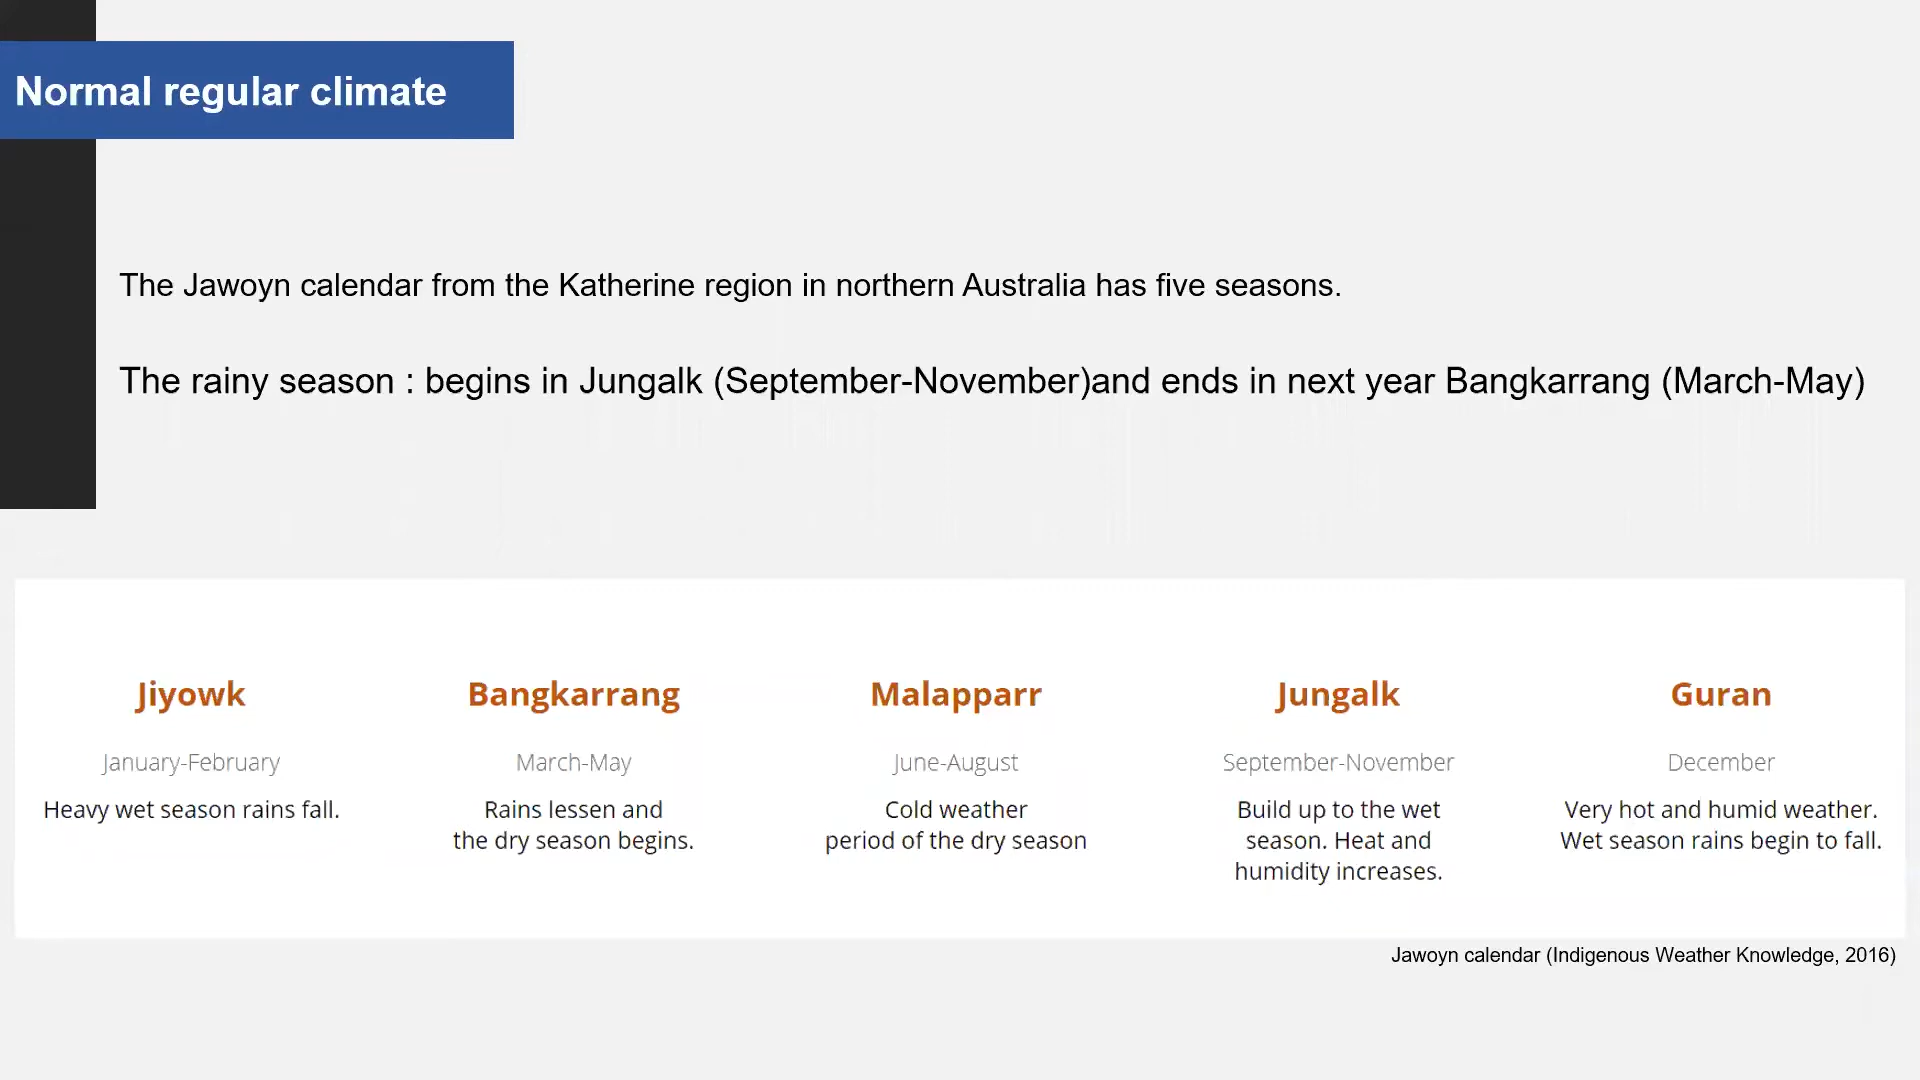 Normal regular climate
The Jawoyn calendar from the Katherine region in northern Australia has five seasons.
The rainy season : begins in Jungalk (September-November)and ends in next year Bangkarrang (March-May)
Jiyowk
January-February
Heavy wet season rains fall.
Bangkarrang
March-May
Rains lessen and
the dry season begins.
Malapparr
June-August
Cold weather
period of the dry season
Jungalk
September-November
Build up to the wet
season. Heat and
humidity increases.
Guran
December
Very hot and humid weather.
Wet season rains begin to fall.
Jawoyn calendar (Indigenous Weather Knowledge, 2016)